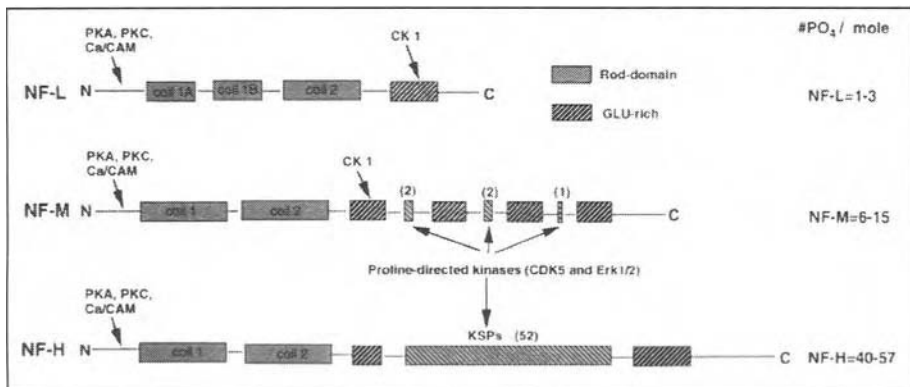 #PO4/ mole
PKA, PKC,
Ca/CAM
CK 1
NF-L N coil 1A coil 1B coil 2 C
Rod-domain
GLU-rich
NF-L=1-3
PKA, PKC,
Ca/CAM
CK 1
(2) (2) (1)
NF-M N coil 1 coil 2 C
NF-M=6-15
Proline-directed kinases (CDK5 and Erk1/2)
PKA, PKC,
Ca/CAM
KSPs (52)
NF-H N coil 1 coil 2 C
NF-H=40-57